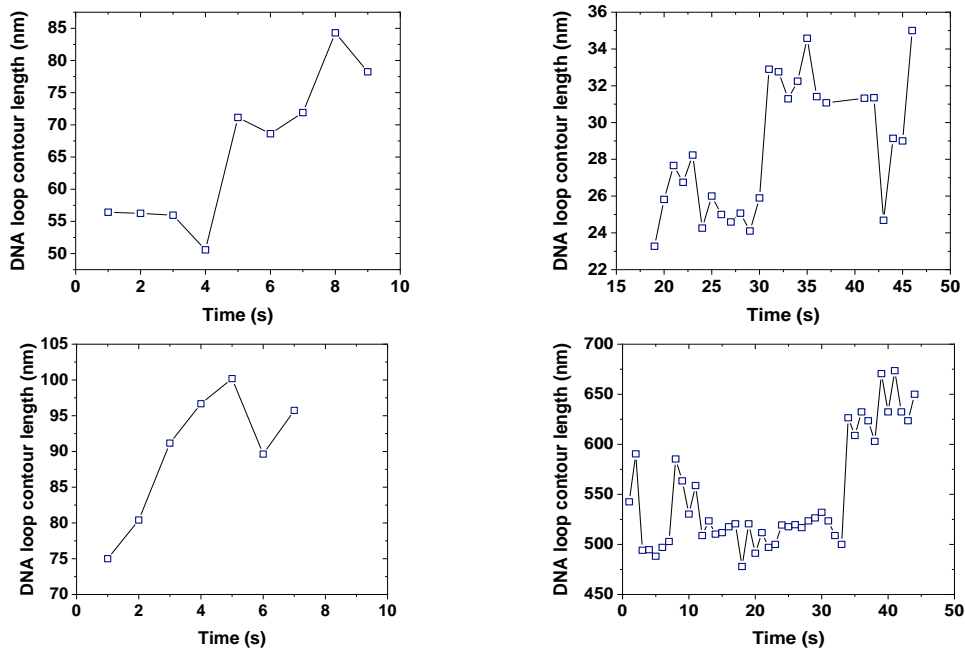 85
80
75
70
65
60
55
50
0 2 4 6 8 10
DNA loop contour length (nm)
Time (s)
36
34
32
30
28
26
24
22
15 20 25 30 35 40 45 50
DNA loop contour length (nm)
Time (s)
105
100
95
90
85
80
75
70
0 2 4 6 8 10
DNA loop contour length (nm)
Time (s)
700
650
600
550
500
450
0 10 20 30 40 50
DNA loop contour length (nm)
Time (s)